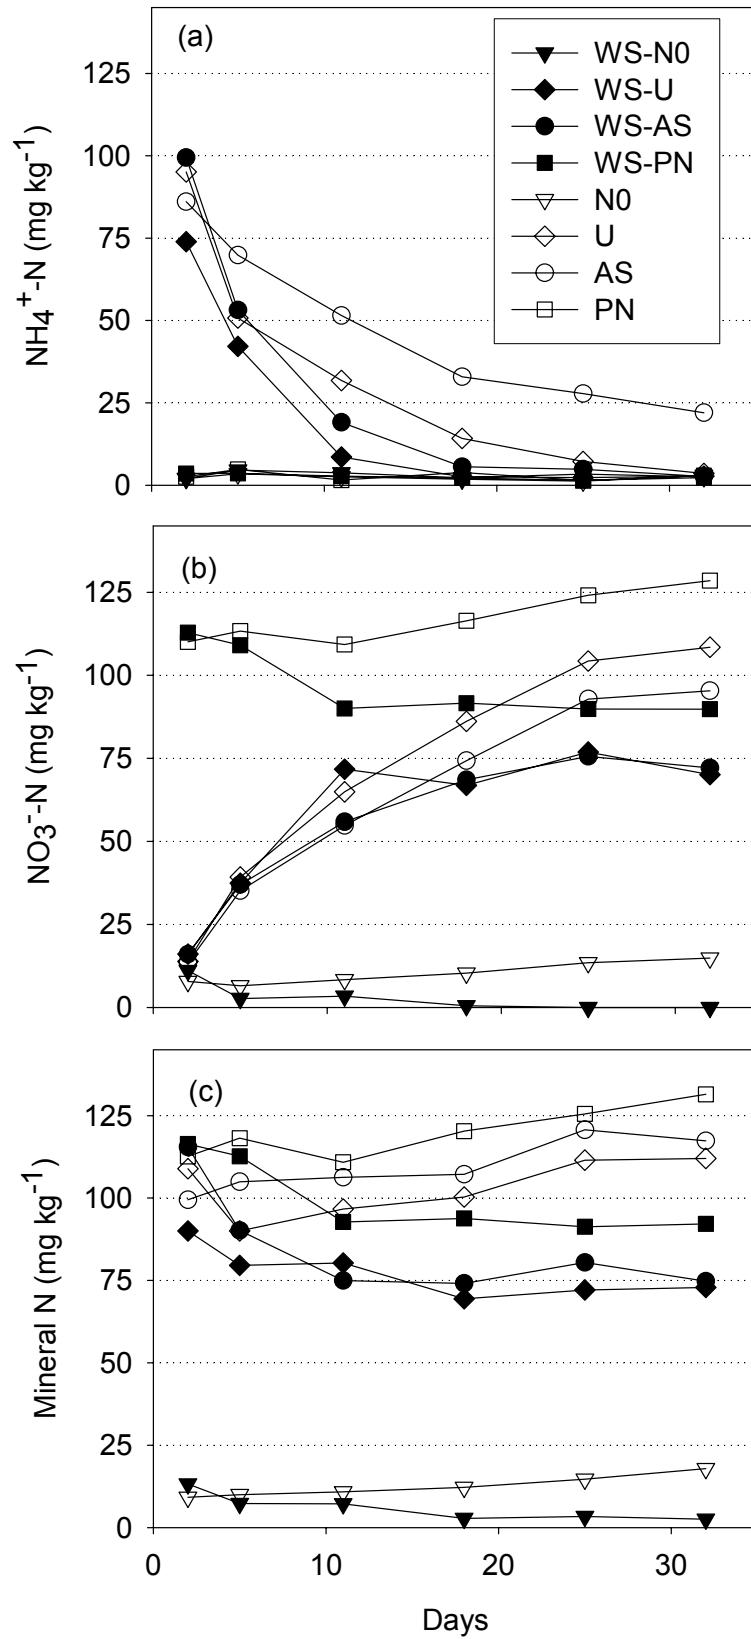 (a)
WS-N0
WS-U
WS-AS
WS-PN
N0
U
AS
PN
NH4+-N (mg kg-1)
125
100
75
50
25
0
(b)
NO3--N (mg kg-1)
125
100
75
50
25
0
(c)
Mineral N (mg kg-1)
125
100
75
50
25
0
0 10 20 30
Days